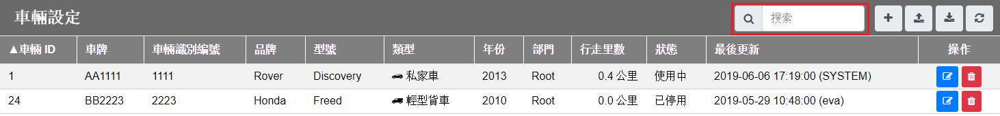 車輛設定 搜索
▲車輛 ID 車牌 車輛識別編號 品牌 型號 類型 年份 部門 行走里數 狀態 最後更新 操作
1 AA1111 1111 Rover Discovery 私家車 2013 Root 0.4 公里 使用中 2019-06-06 17:19:00 (SYSTEM)
24 BB2223 2223 Honda Freed 輕型貨車 2010 Root 0.0 公里 已停用 2019-05-29 10:48:00 (eva)